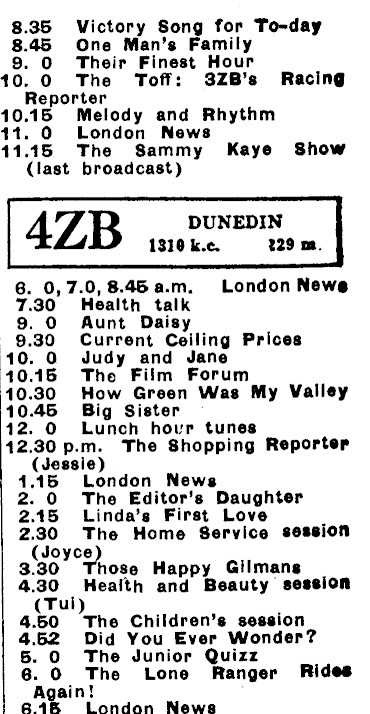 8.35 Victory Song for To-day
8.45 One Man's Family
9. 0 Their Finest Hour
10. 0 The Toff: 3ZB's Racing
Reporter
10.15 Melody and Rhythm
11. 0 London News
11.15 The Sammy Kaye Show
(last broadcast)
4ZB DUNEDIN
1310 k.c. 229 m.
6. 0, 7.0, 8.45 a.m. London News
7.30 Health talk
9. 0 Aunt Daisy
9.30 Current Ceiling Prices
10. 0 Judy and Jane
10.15 The Film Forum
10.30 How Green Was My Valley
10.45 Big Sister
12. 0 Lunch hour tunes
12.30 p.m. The Shopping Reporter
(Jessie)
1.15 London News
2. 0 The Editor's Daughter
2.15 Linda's First Love
2.30 The Home Service session
(Joyce)
3.30 Those Happy Gilmans
4.30 Health and Beauty session
(Tui)
4.50 The Children's session
4.52 Did You Ever Wonder?
5. 0 The Junior Quizz
6. 0 The Lone Ranger Rides
Again!
6.15 London News